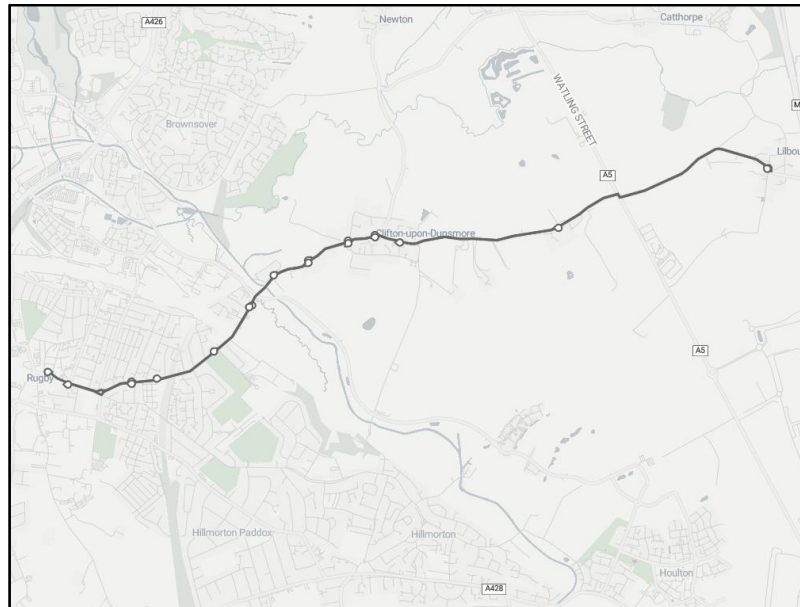 A426
Newton
Catthorpe
WATLING STREET
M
Brownsover
A5
Lilbou
Clifton-upon-Dunsmore
A5
Rugby
Hillmorton Paddox
Hillmorton
Houlton
A428